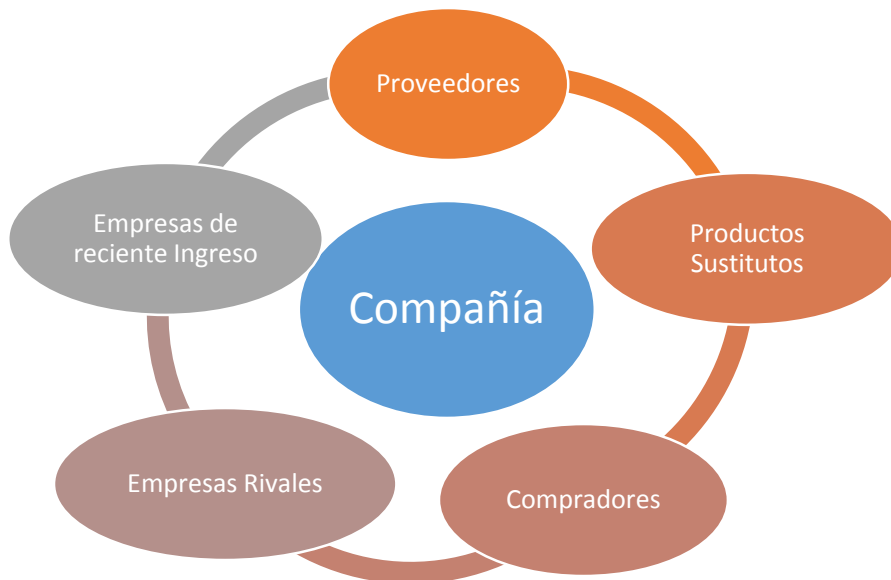 Proveedores
Empresas de
reciente Ingreso
Productos
Sustitutos
Compañía
Empresas Rivales
Compradores